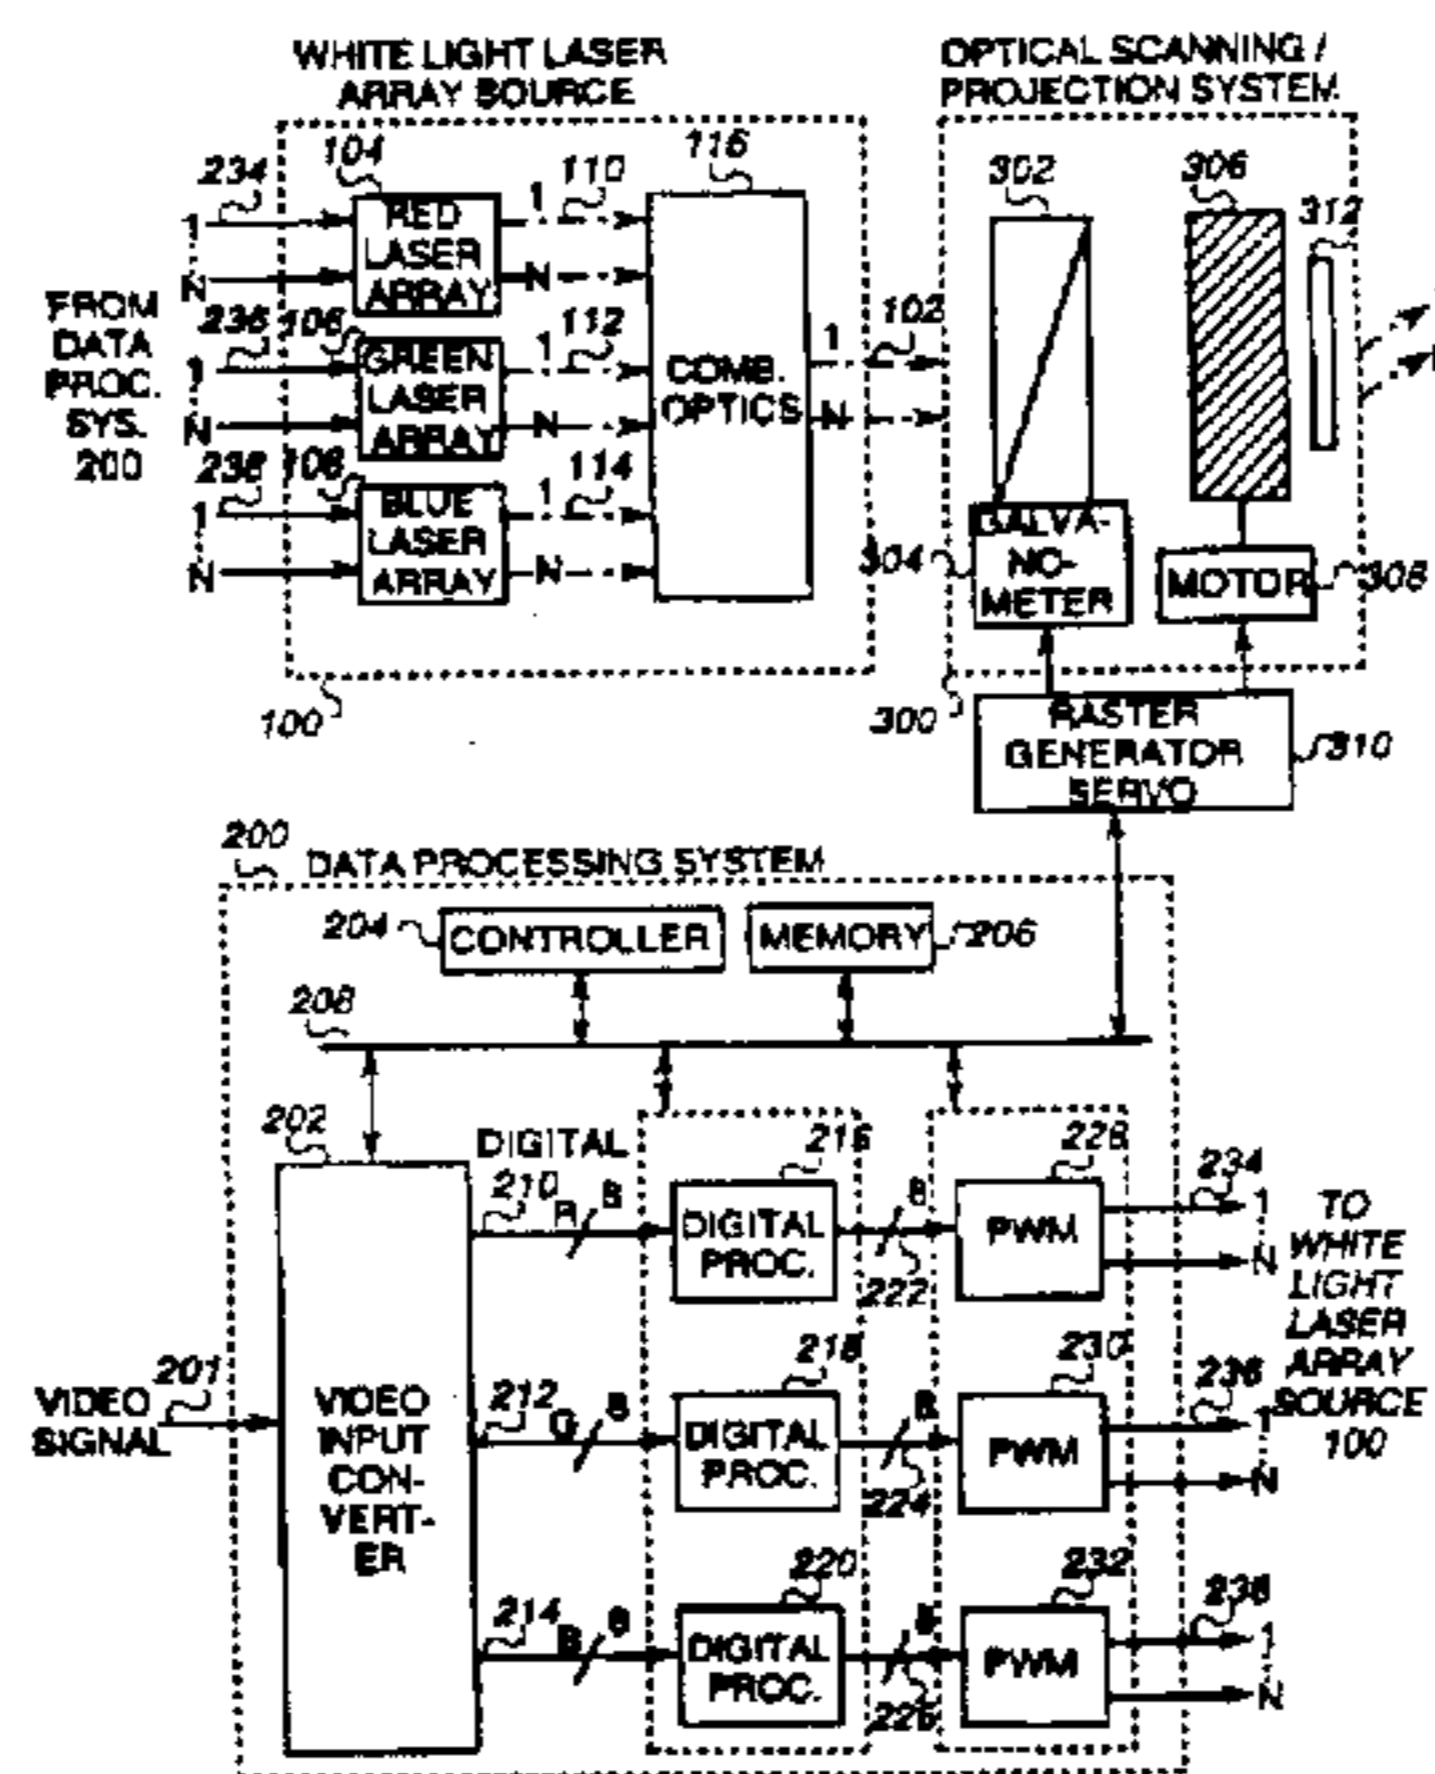 WHITE LIGHT LASER
ARRAY SOURCE
OPTICAL SCANNING /
PROJECTION SYSTEM
104
116
110
234
302
306
312
1
RED
LASER
ARRAY
1
N
N
FROM
DATA
PROC.
SYS.
200
236
106
112
102
1
GREEN
LASER
ARRAY
1
N
N
COMB.
OPTICS
1
N
238
108
114
1
BLUE
LASER
ARRAY
1
N
N
GALVA-
NO-
METER
304
MOTOR
308
100
300
RASTER
GENERATOR
SERVO
310
200
DATA PROCESSING SYSTEM
204
CONTROLLER
MEMORY
206
208
202
DIGITAL
210
R
8
216
DIGITAL
PROC.
8
222
228
PWM
234
1
N
TO
WHITE
LIGHT
LASER
ARRAY
SOURCE
100
VIDEO
SIGNAL
201
VIDEO
INPUT
CON-
VERT-
ER
212
G
8
218
DIGITAL
PROC.
8
224
230
PWM
236
1
N
214
B
8
220
DIGITAL
PROC.
8
226
232
PWM
238
1
N